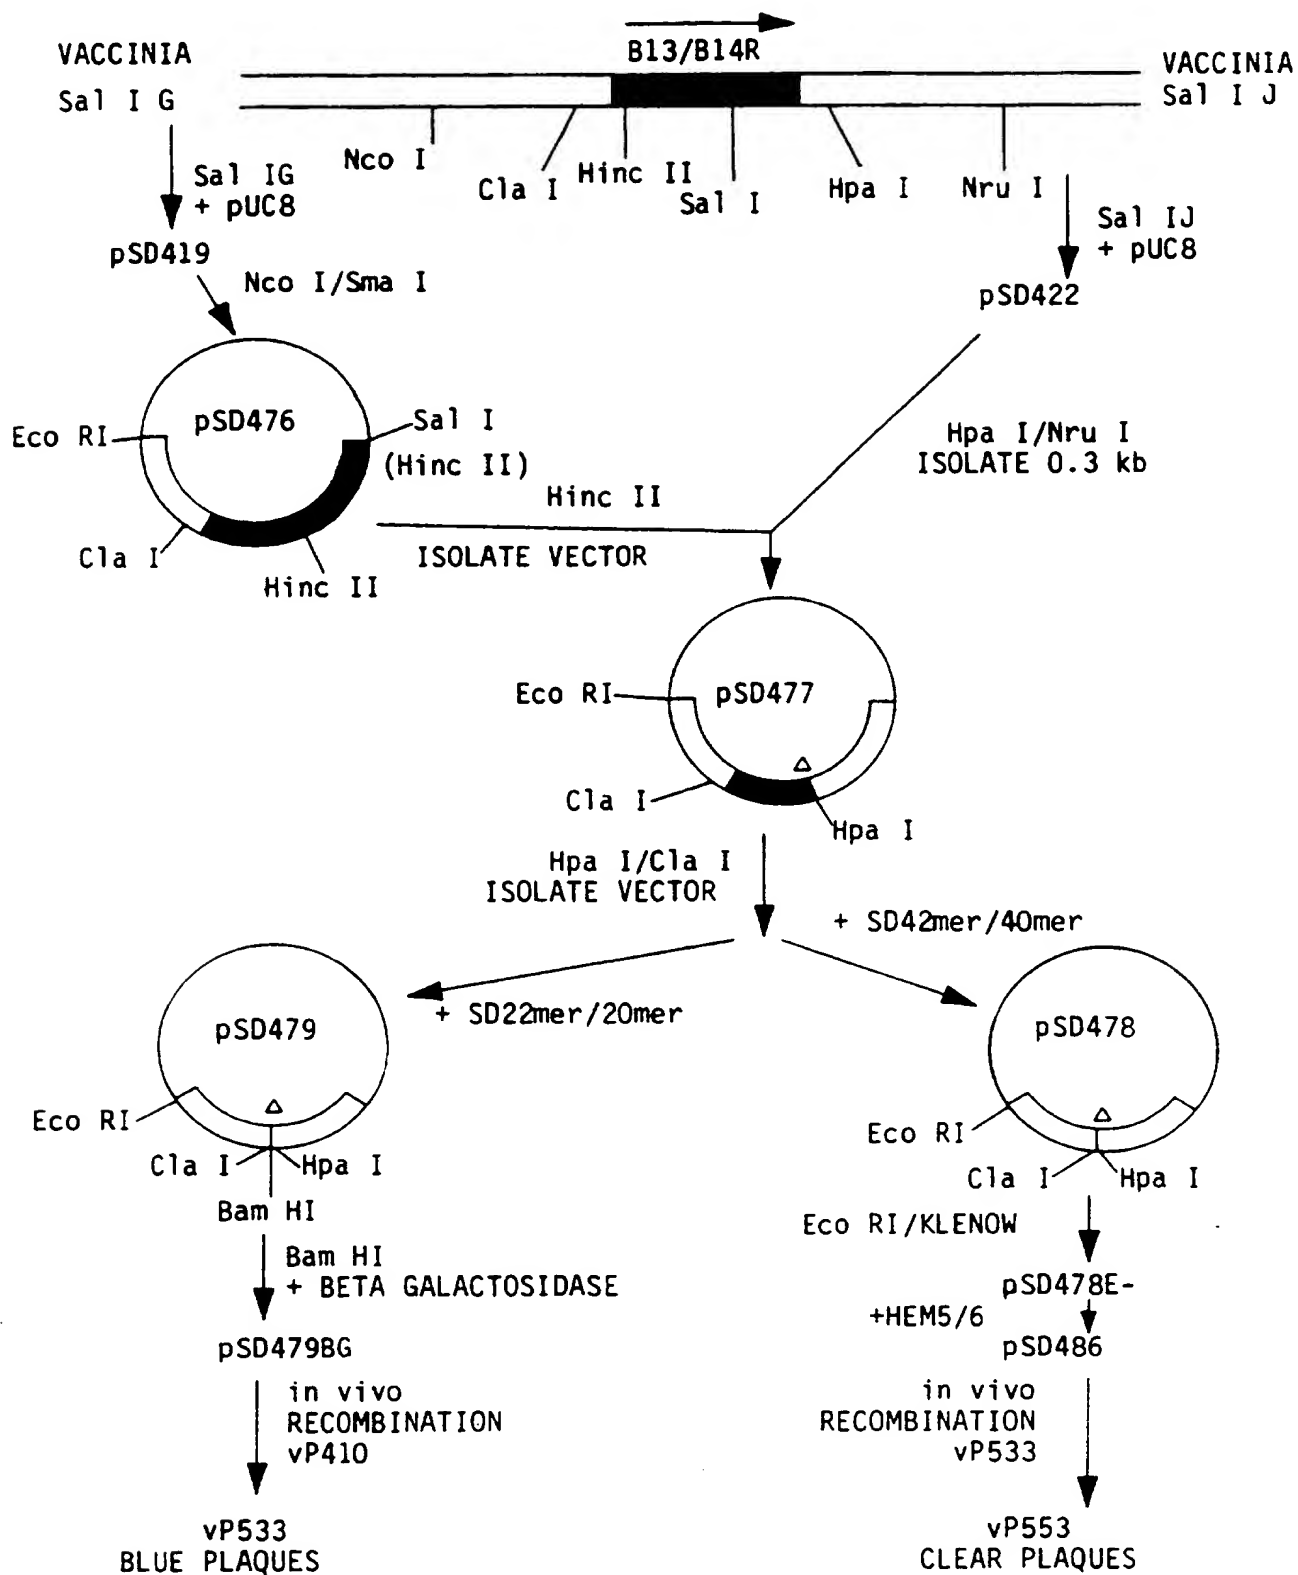 B13/B14R
VACCINIA
Sal I G
VACCINIA
Sal I J
Nco I
Cla I
Hinc II
Sal I
Hpa I
Nru I
Sal IG
+ pUC8
Sal IJ
+ pUC8
pSD419
Nco I/Sma I
pSD422
pSD476
Eco RI
Sal I
(Hinc II)
Cla I
Hinc II
Hinc II
ISOLATE VECTOR
Hpa I/Nru I
ISOLATE 0.3 kb
pSD477
Eco RI
Δ
Cla I
Hpa I
Hpa I/Cla I
ISOLATE VECTOR
+ SD22mer/20mer
+ SD42mer/40mer
pSD479
Eco RI
Δ
Cla I
Hpa I
Bam HI
Bam HI
+ BETA GALACTOSIDASE
pSD479BG
in vivo
RECOMBINATION
vP410
vP533
BLUE PLAQUES
pSD478
Eco RI
Δ
Cla I
Hpa I
Eco RI/KLENOW
pSD478E-
+HEM5/6
pSD486
in vivo
RECOMBINATION
vP533
vP553
CLEAR PLAQUES